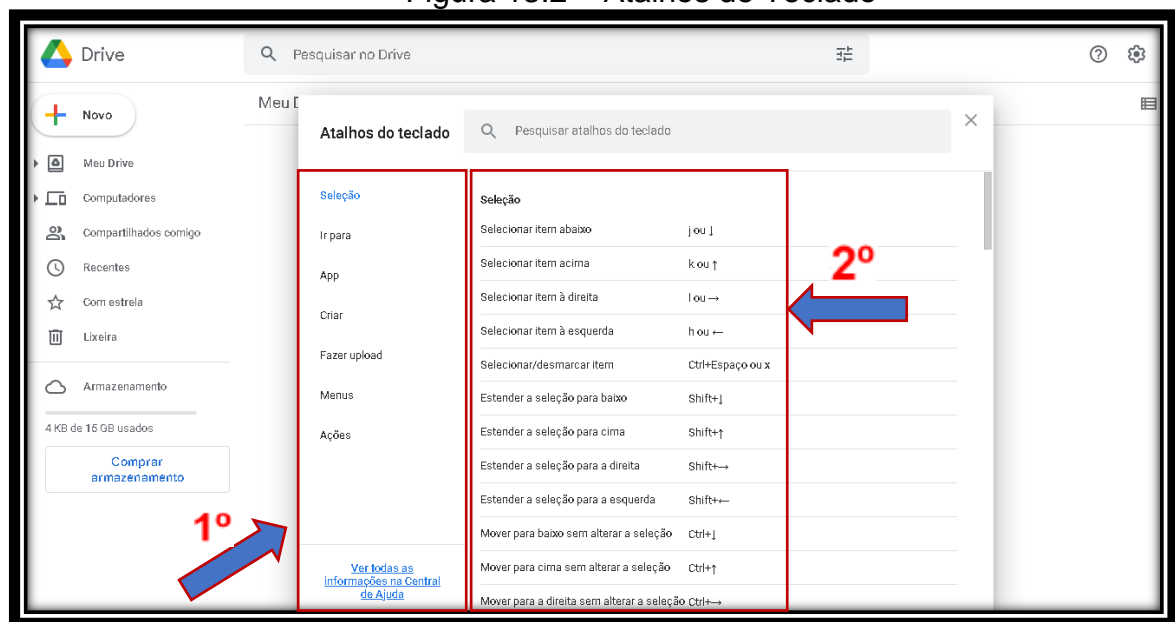 Drive
Pesquisar no Drive
Novo
Meu Drive
Computadores
Compartilhados comigo
Recentes
Com estrela
Lixeira
Armazenamento
4 KB de 15 GB usados
Comprar
armazenamento
Meu
Atalhos do teclado
Pesquisar atalhos do teclado
Seleção
Ir para
App
Criar
Fazer upload
Menus
Ações
Ver todas as
informações na Central
de Ajuda
Seleção
Selecionar item abaixo j ou ↓
Selecionar item acima k ou ↑
Selecionar item à direita l ou →
Selecionar item à esquerda h ou ←
Selecionar/desmarcar item Ctrl+Espaço ou x
Estender a seleção para baixo Shift+↓
Estender a seleção para cima Shift+↑
Estender a seleção para a direita Shift+→
Estender a seleção para a esquerda Shift+←
Mover para baixo sem alterar a seleção Ctrl+↓
Mover para cima sem alterar a seleção Ctrl+↑
Mover para a direita sem alterar a seleção Ctrl+→
1º
2º